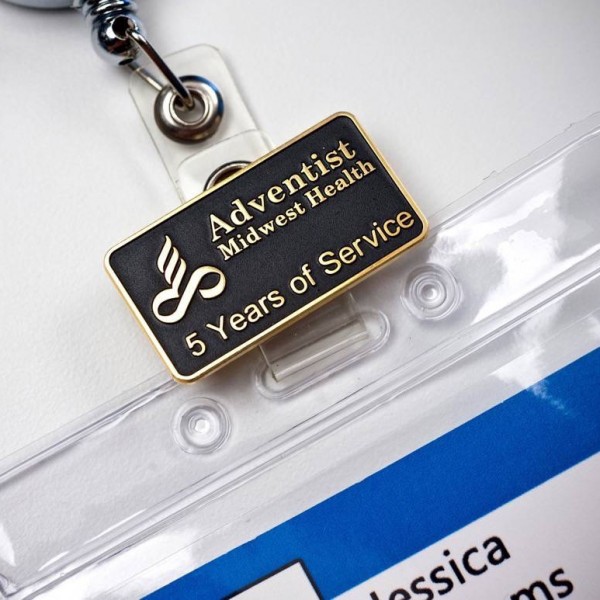 Adventist
Midwest Health
5 Years of Service
Jessica